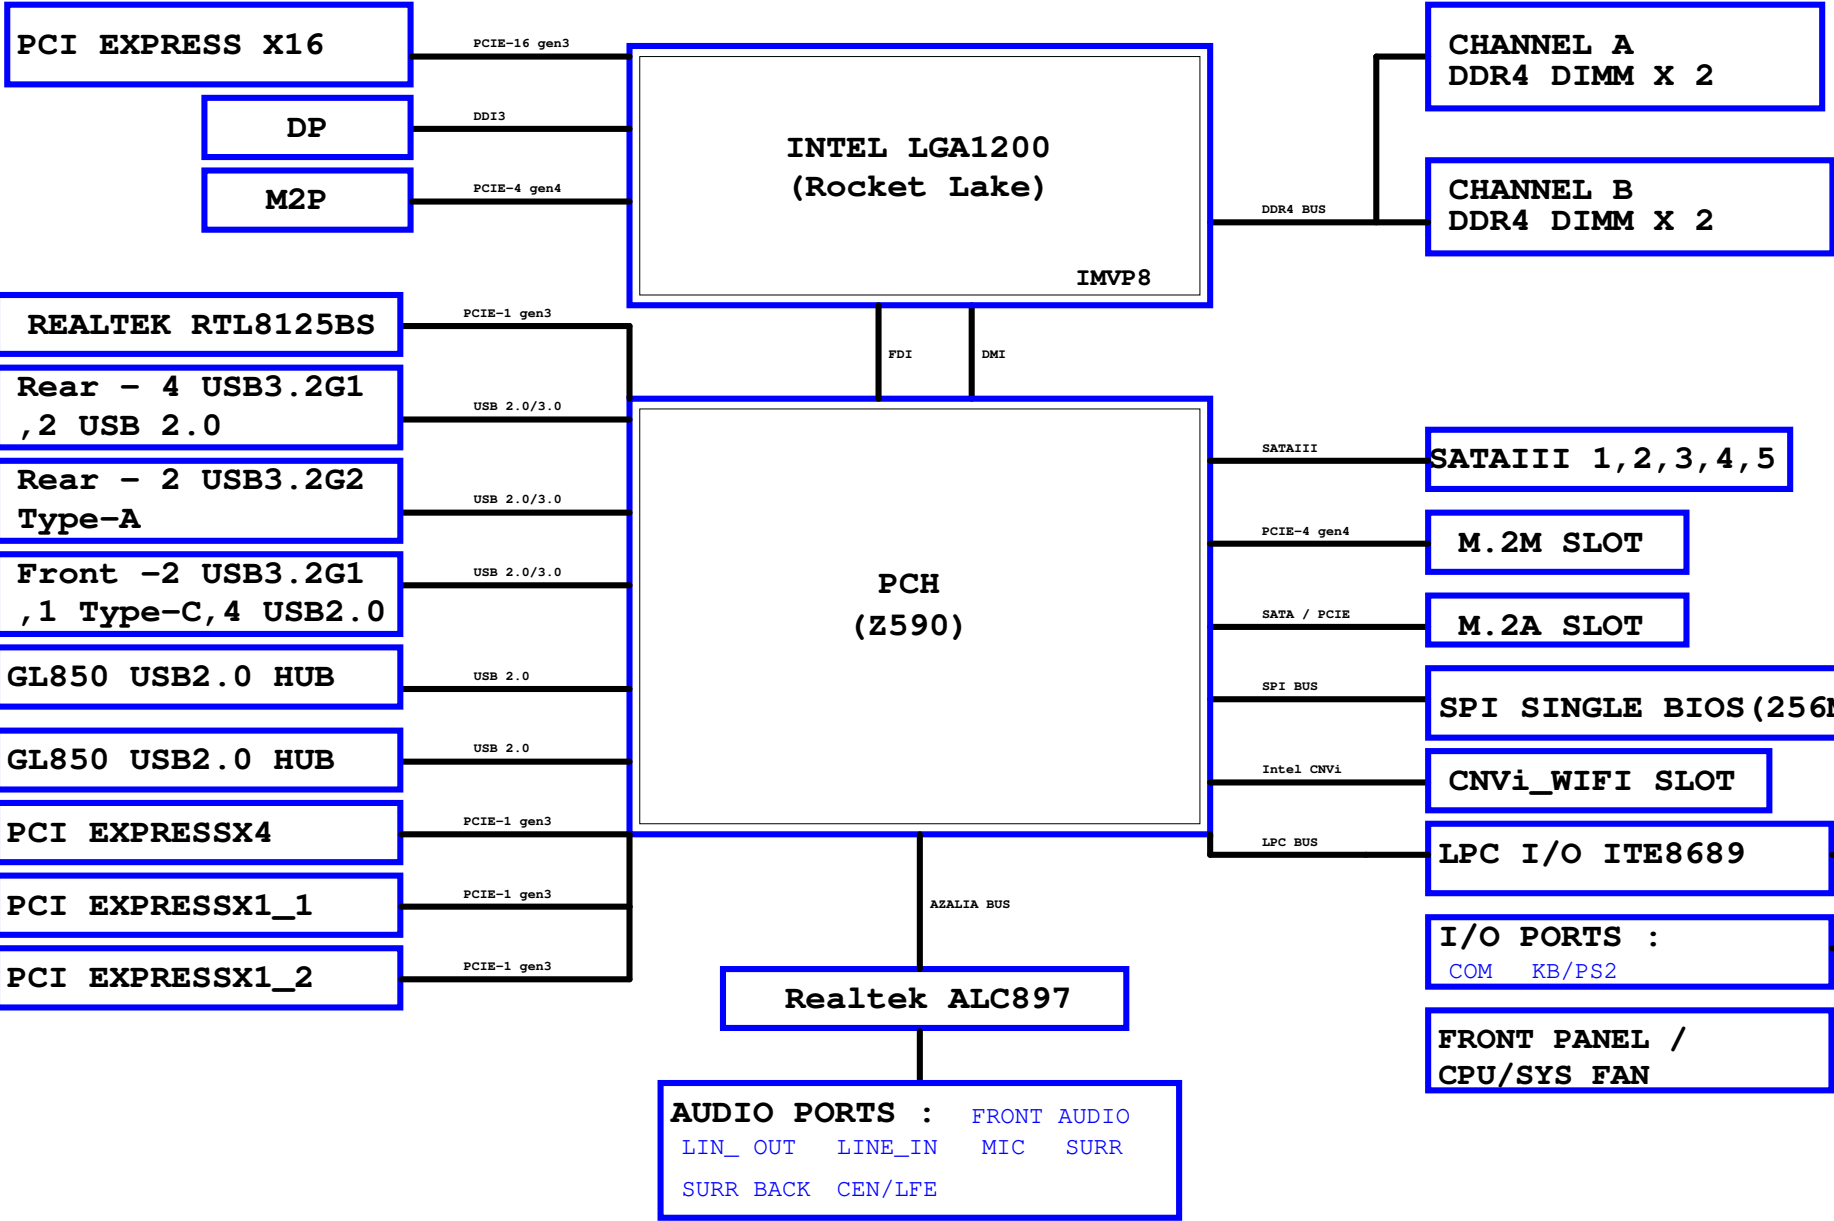 PCI EXPRESS X16
PCIE-16 gen3
DP
DDI3
M2P
PCIE-4 gen4
INTEL LGA1200
(Rocket Lake)
IMVP8
DDR4 BUS
CHANNEL A
DDR4 DIMM X 2
CHANNEL B
DDR4 DIMM X 2
FDI
DMI
REALTEK RTL8125BS
PCIE-1 gen3
Rear - 4 USB3.2G1
,2 USB 2.0
USB 2.0/3.0
Rear - 2 USB3.2G2
Type-A
USB 2.0/3.0
Front -2 USB3.2G1
,1 Type-C,4 USB2.0
USB 2.0/3.0
GL850 USB2.0 HUB
USB 2.0
GL850 USB2.0 HUB
USB 2.0
PCI EXPRESSX4
PCIE-1 gen3
PCI EXPRESSX1_1
PCIE-1 gen3
PCI EXPRESSX1_2
PCIE-1 gen3
PCH
(Z590)
SATAIII
SATAIII 1,2,3,4,5
PCIE-4 gen4
M.2M SLOT
SATA / PCIE
M.2A SLOT
SPI BUS
SPI SINGLE BIOS(256M
Intel CNVi
CNVi_WIFI SLOT
LPC BUS
LPC I/O ITE8689
I/O PORTS :
COM KB/PS2
FRONT PANEL /
CPU/SYS FAN
AZALIA BUS
Realtek ALC897
AUDIO PORTS : FRONT AUDIO
LIN_ OUT LINE_IN MIC SURR
SURR BACK CEN/LFE